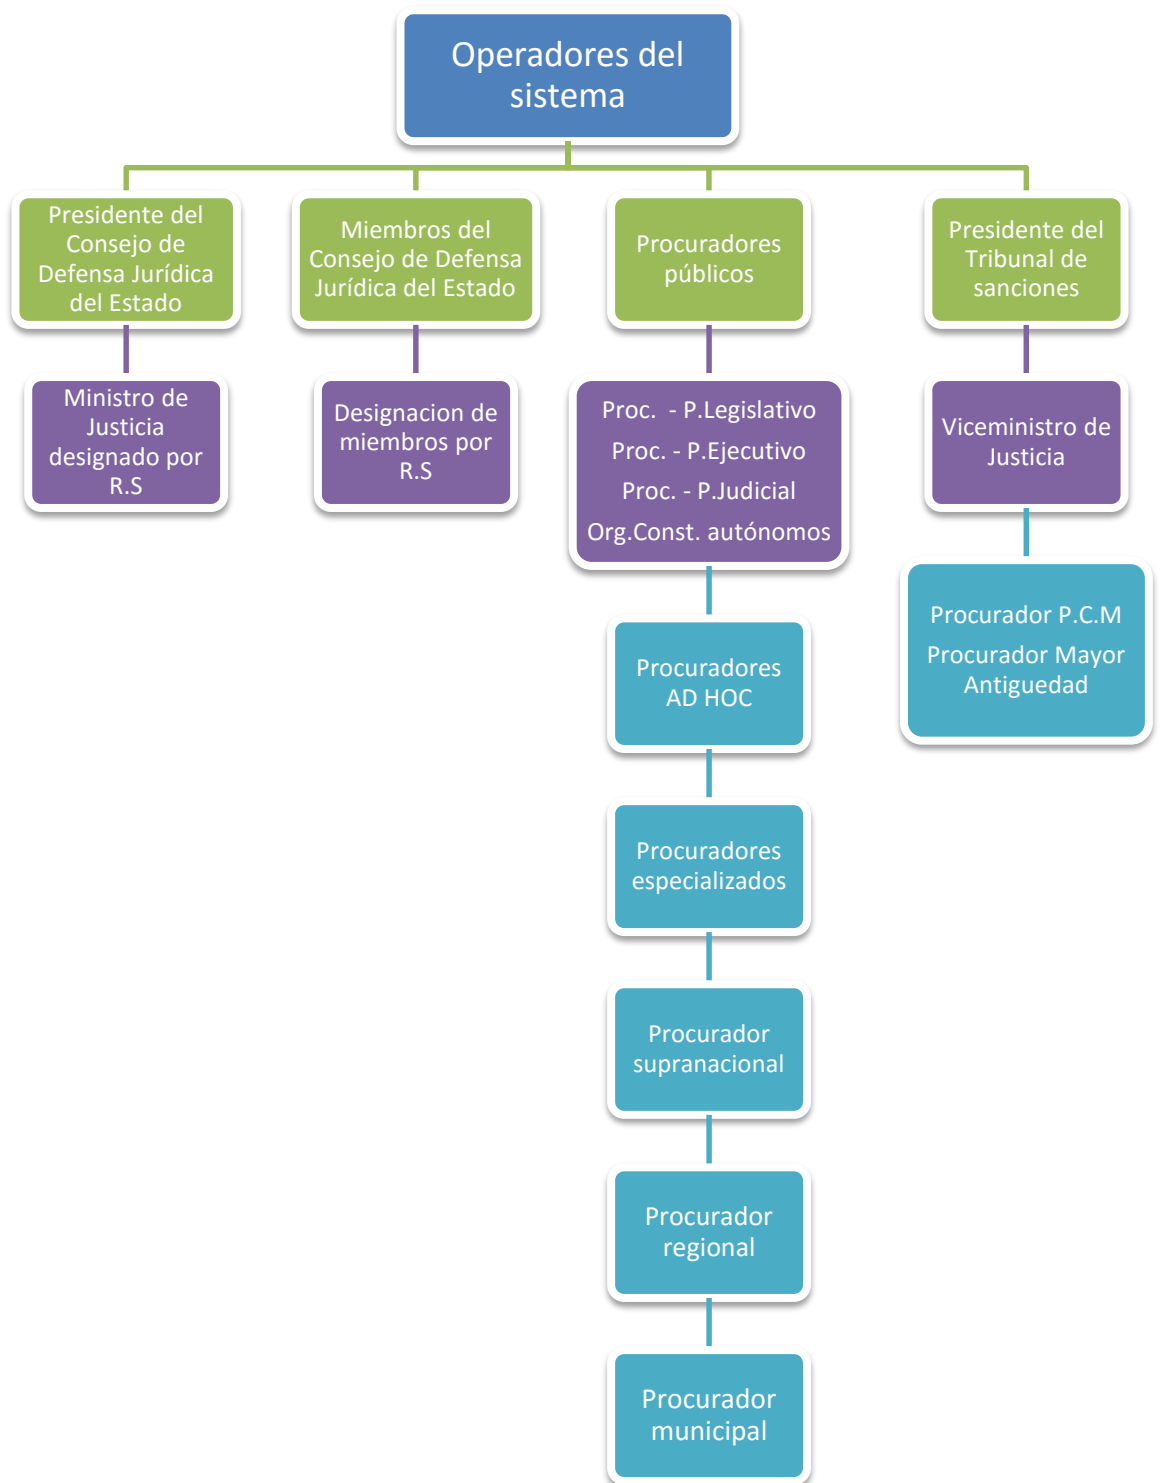 Operadores del
sistema
Presidente del
Consejo de
Defensa Jurídica
del Estado
Miembros del
Consejo de Defensa
Jurídica del Estado
Procuradores
públicos
Presidente del
Tribunal de
sanciones
Ministro de
Justicia
designado por
R.S
Designacion de
miembros por
R.S
Proc.  - P.Legislativo
Proc. - P.Ejecutivo
Proc. - P.Judicial
Org.Const. autónomos
Viceministro de
Justicia
Procurador P.C.M
Procurador Mayor
Antiguedad
Procuradores
AD HOC
Procuradores
especializados
Procurador
supranacional
Procurador
regional
Procurador
municipal